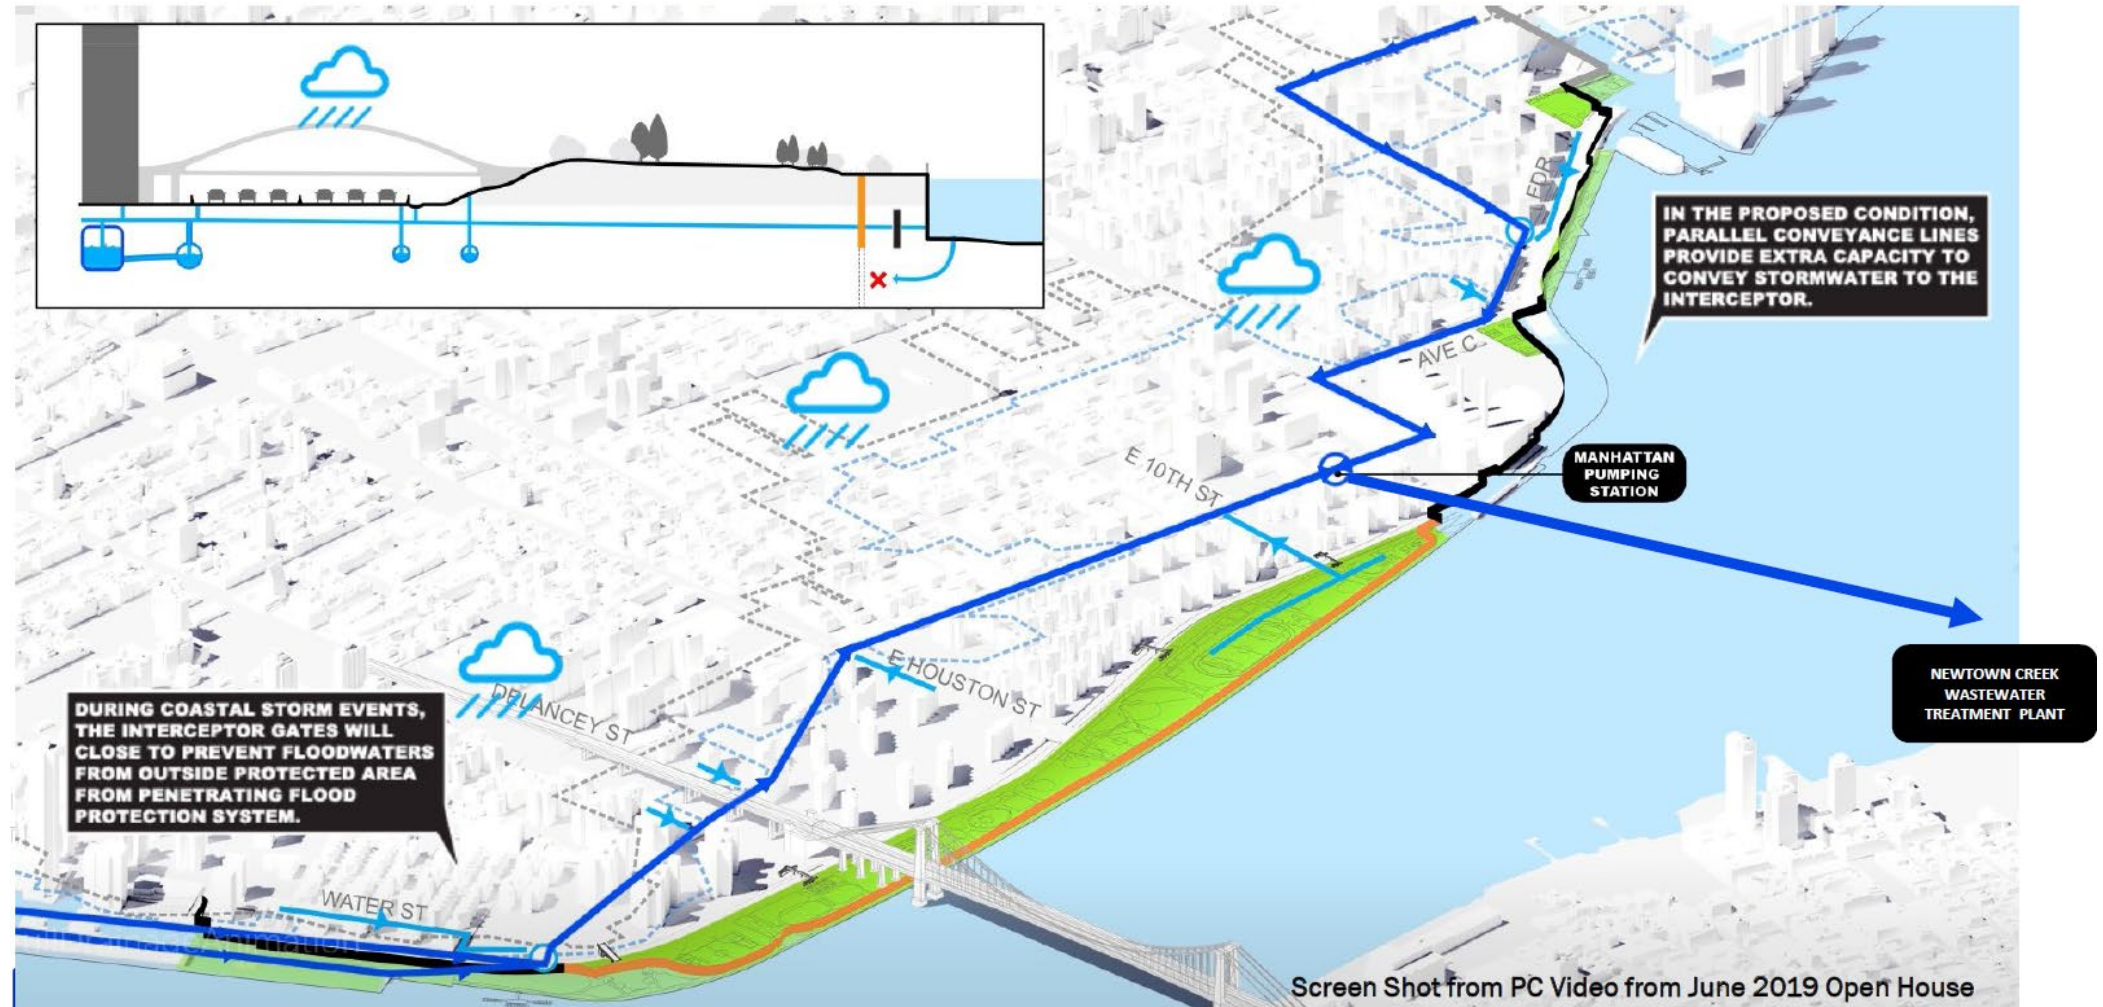 IN THE PROPOSED CONDITION,
PARALLEL CONVEYANCE LINES
PROVIDE EXTRA CAPACITY TO
CONVEY STORMWATER TO THE
INTERCEPTOR.
FDR
AVE C
MANHATTAN
PUMPING
STATION
E 10TH ST
NEWTOWN CREEK
WASTEWATER
TREATMENT PLANT
E HOUSTON ST
DELANCEY ST
DURING COASTAL STORM EVENTS,
THE INTERCEPTOR GATES WILL
CLOSE TO PREVENT FLOODWATERS
FROM OUTSIDE PROTECTED AREA
FROM PENETRATING FLOOD
PROTECTION SYSTEM.
WATER ST
Screen Shot from PC Video from June 2019 Open House